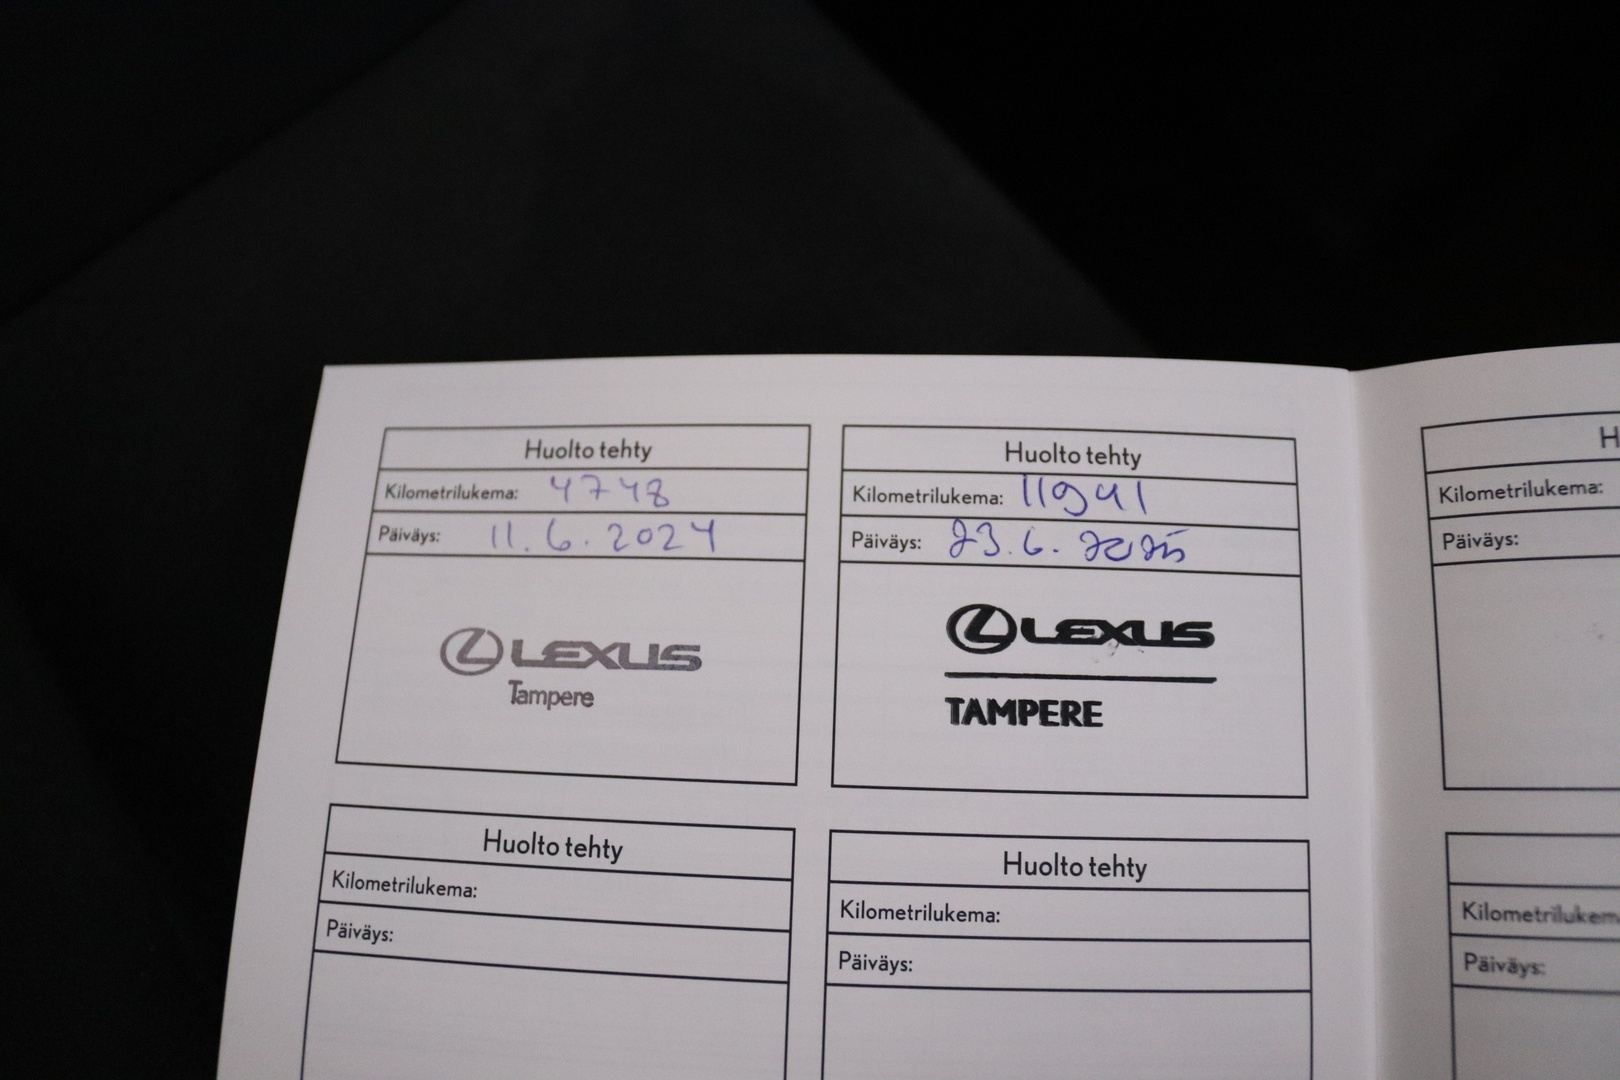 Huolto tehty
Kilometrilukema: 4748
Päiväys: 11.6.2024
LEXUS
Tampere
Huolto tehty
Kilometrilukema: 11941
Päiväys: 23.6.2025
LEXUS
TAMPERE
Kilometrilukema:
Päiväys:
Huolto tehty
Kilometrilukema:
Päiväys:
Huolto tehty
Kilometrilukema:
Päiväys:
Kilometrilukem
Päiväys: